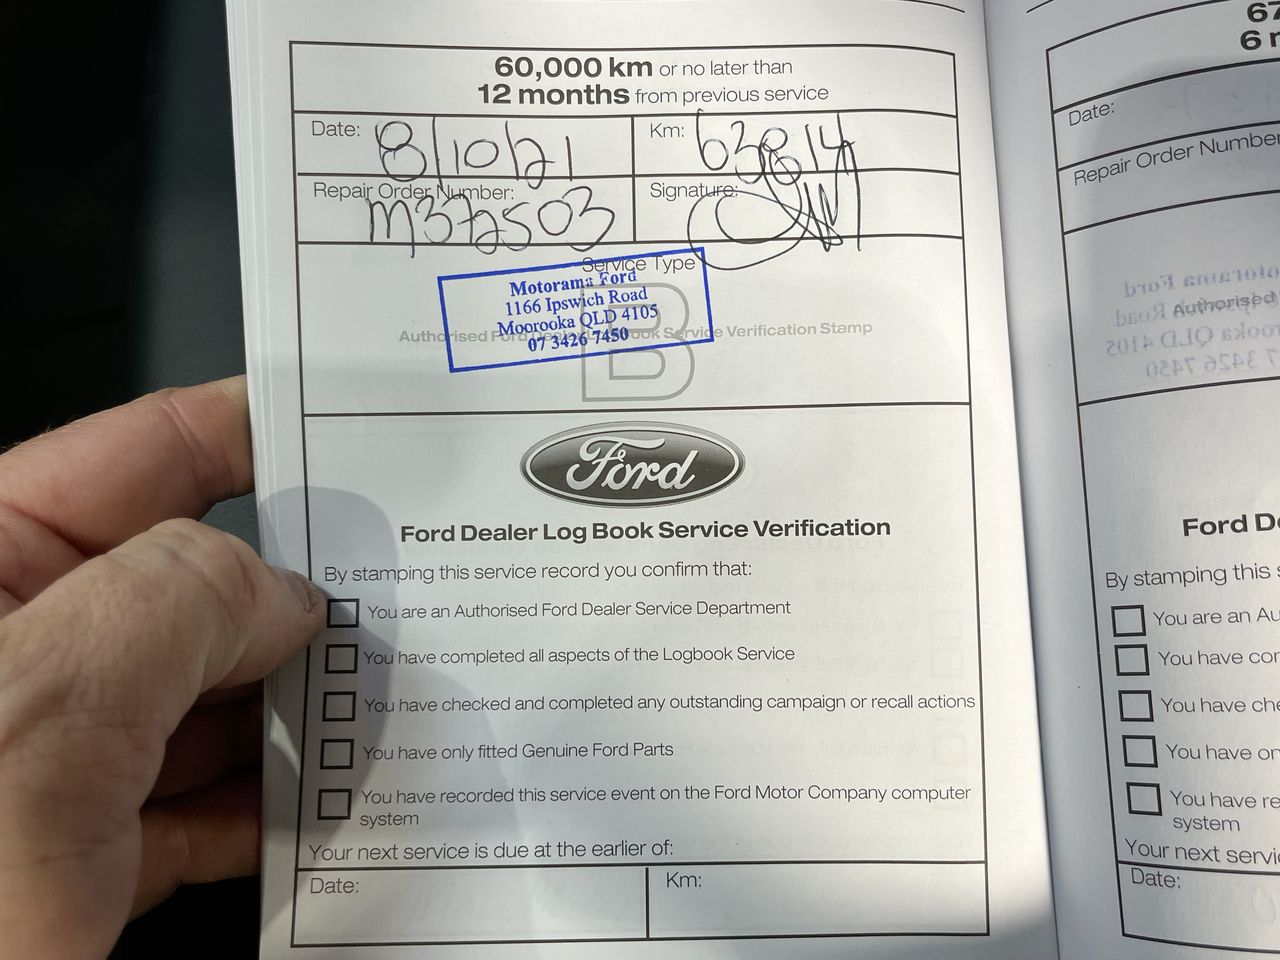 60,000 km or no later than
12 months from previous service
Date: 8/10/21
Km: 63814
Repair Order Number: M372503
Signature:
Service Type
B
Motorama Ford
1166 Ipswich Road
Moorooka QLD 4105
07 3426 7450
Authorised Ford Dealer Logbook Service Verification Stamp
Ford
Ford Dealer Log Book Service Verification
By stamping this service record you confirm that:
You are an Authorised Ford Dealer Service Department
You have completed all aspects of the Logbook Service
You have checked and completed any outstanding campaign or recall actions
You have only fitted Genuine Ford Parts
You have recorded this service event on the Ford Motor Company computer
system
Your next service is due at the earlier of:
Date:
Km:
67
6 m
Date:
Repair Order Number
Authorised
Ford D
By stamping this
You are an Au
You have con
You have che
You have on
You have re
system
Your next servi
Date: